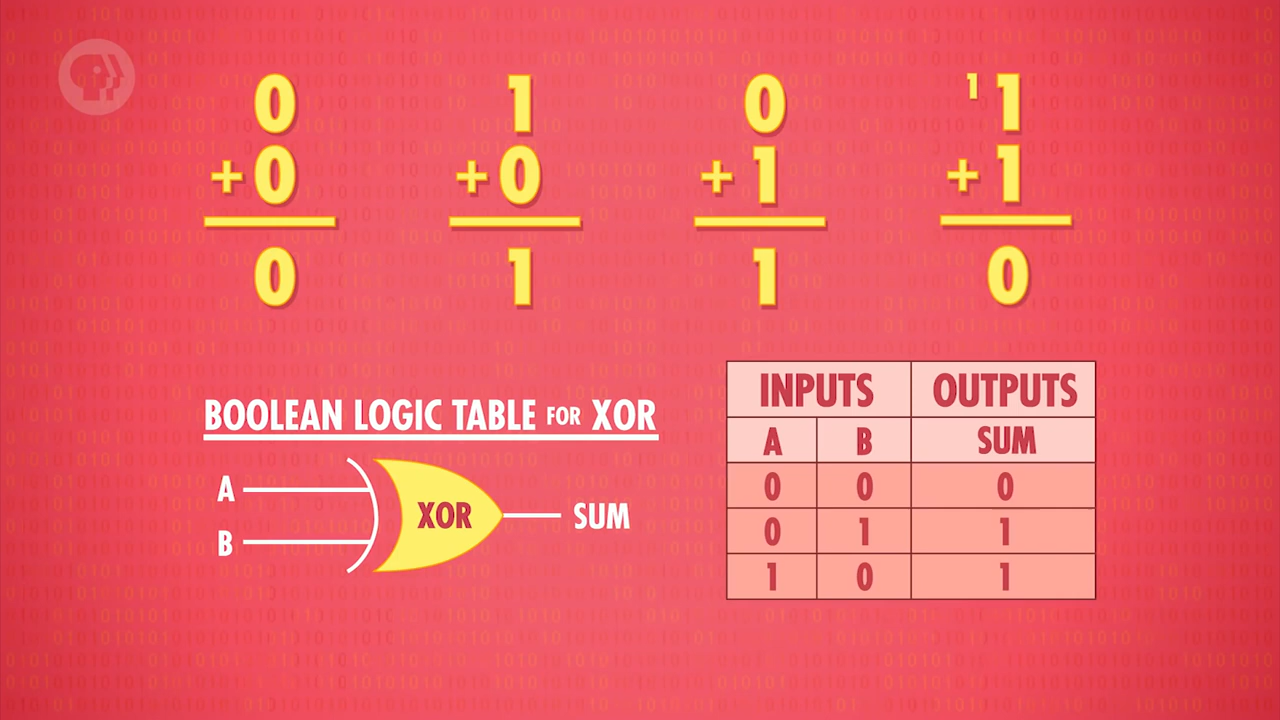 0 1 0 1 1
+0 +0 +1 +1
0 1 1 0
BOOLEAN LOGIC TABLE FOR XOR
A
B
XOR
SUM
INPUTS OUTPUTS
A B SUM
0 0 0
0 1 1
1 0 1